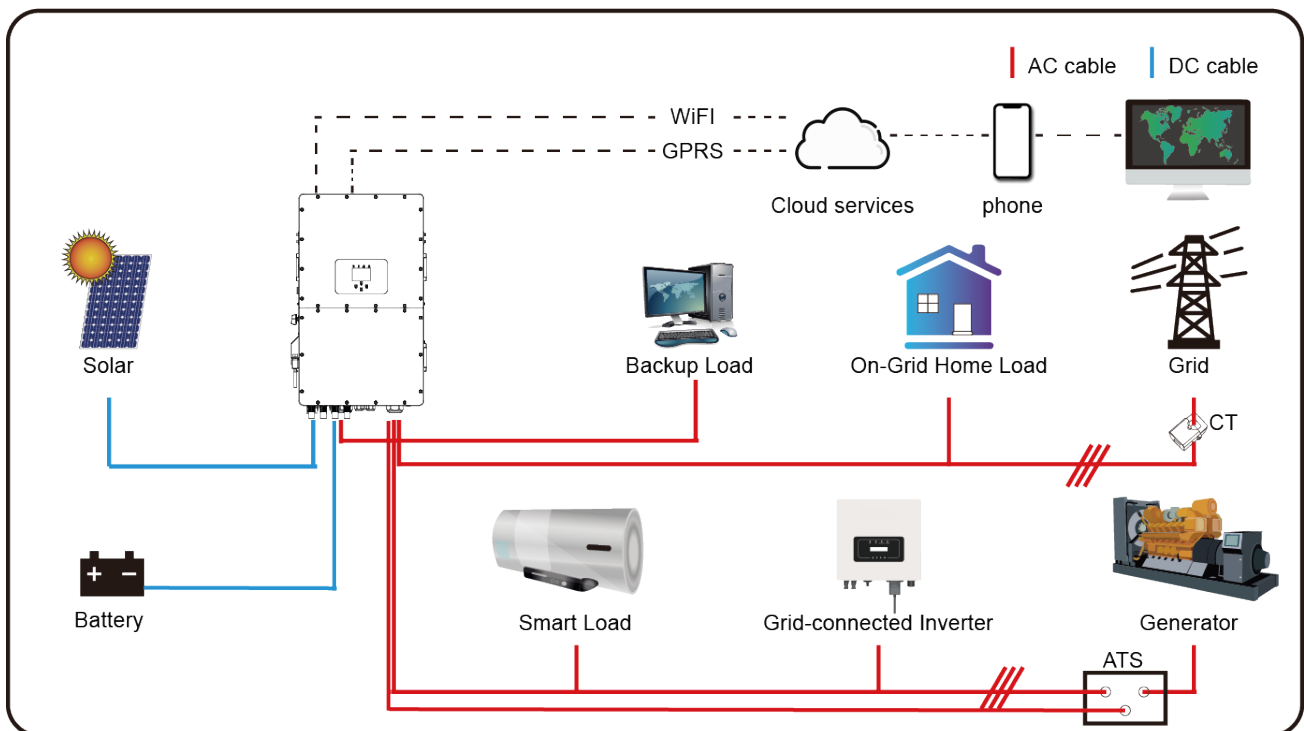 AC cable
DC cable
WiFI
GPRS
Cloud services
phone
Solar
Backup Load
On-Grid Home Load
Grid
CT
Battery
Smart Load
Grid-connected Inverter
Generator
ATS